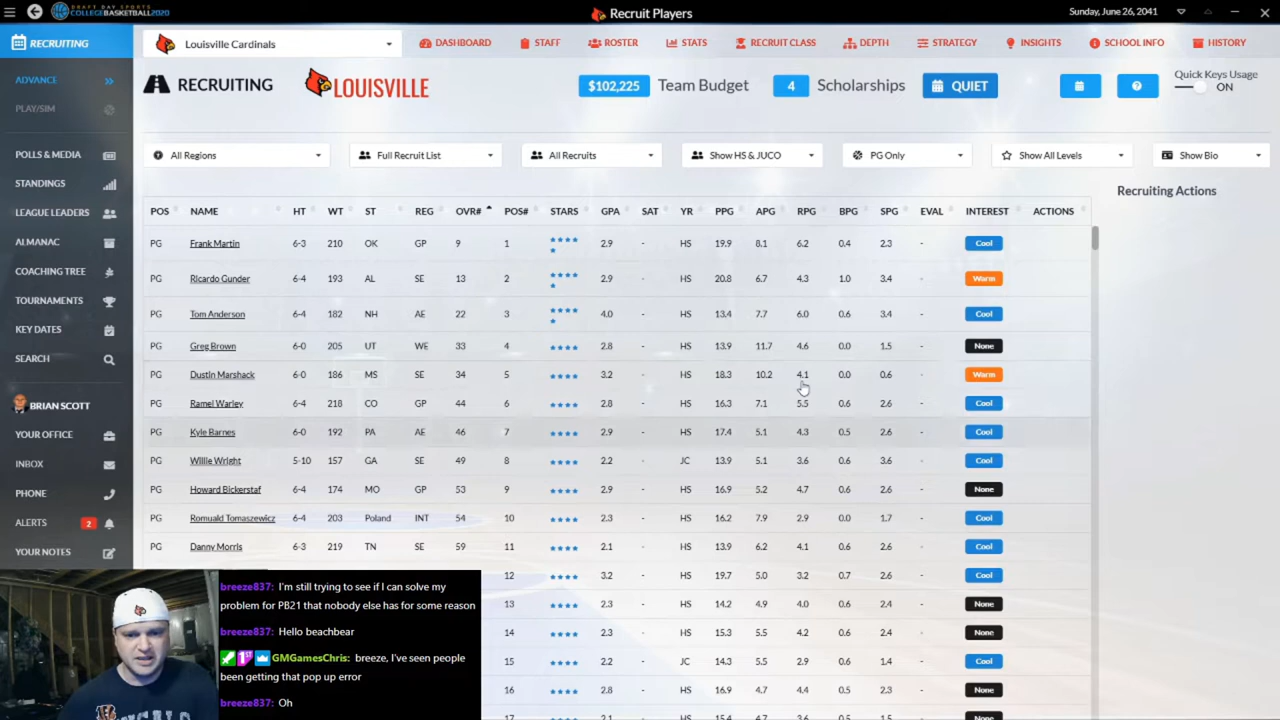 DRAFT DAY SPORTS
COLLEGE BASKETBALL 2020
Recruit Players
Sunday, June 26, 2041
RECRUITING
Louisville Cardinals
DASHBOARD STAFF ROSTER STATS RECRUIT CLASS DEPTH STRATEGY INSIGHTS SCHOOL INFO HISTORY
ADVANCE
PLAY/SIM
POLLS & MEDIA
STANDINGS
LEAGUE LEADERS
ALMANAC
COACHING TREE
TOURNAMENTS
KEY DATES
SEARCH
BRIAN SCOTT
YOUR OFFICE
INBOX
PHONE
ALERTS 2
YOUR NOTES
RECRUITING LOUISVILLE $102,225 Team Budget 4 Scholarships QUIET
Quick Keys Usage
ON
All Regions Full Recruit List All Recruits Show HS & JUCO PG Only Show All Levels Show Bio
Recruiting Actions
POS NAME HT WT ST REG OVR# POS# STARS GPA SAT YR PPG APG RPG BPG SPG EVAL INTEREST ACTIONS
PG Frank Martin 6-3 210 OK GP 9 1 2.9 - HS 19.9 8.1 6.2 0.4 2.3 - Cool
PG Ricardo Gunder 6-4 193 AL SE 13 2 2.9 - HS 20.8 6.7 4.3 1.0 3.4 - Warm
PG Tom Anderson 6-4 182 NH AE 22 3 4.0 - HS 13.4 7.7 6.0 0.6 3.4 - Cool
PG Greg Brown 6-0 205 UT WE 33 4 2.8 - HS 13.9 11.7 4.6 0.0 1.5 - None
PG Dustin Marshack 6-0 186 MS SE 34 5 3.2 - HS 18.3 10.2 4.1 0.0 0.6 - Warm
PG Ramel Warley 6-4 218 CO GP 44 6 2.8 - HS 16.3 7.1 5.5 0.6 2.6 - Cool
PG Kyle Barnes 6-0 192 PA AE 46 7 2.9 - HS 17.4 5.1 4.3 0.5 2.6 - Cool
PG Willie Wright 5-10 157 GA SE 49 8 2.2 - JC 13.9 5.1 3.6 0.6 3.6 - Cool
PG Howard Bickerstaf 6-4 174 MO GP 53 9 2.9 - HS 16.9 5.2 4.7 0.6 2.6 - None
PG Romuald Tomaszewicz 6-4 203 Poland INT 54 10 2.3 - HS 16.2 7.9 2.9 0.0 1.7 - Cool
PG Danny Morris 6-3 219 TN SE 59 11 2.1 - HS 13.9 6.2 4.1 0.6 2.6 - Cool
12 3.2 - HS 19.7 5.0 3.2 0.7 2.6 - Cool
13 2.3 - HS 15.7 4.9 4.0 0.6 2.4 - None
14 2.3 - HS 15.3 5.5 4.2 0.6 2.4 - None
15 2.2 - JC 14.3 5.5 2.9 0.6 1.4 - Cool
16 2.8 - HS 16.9 4.7 4.4 0.5 2.3 - None
breeze837: I'm still trying to see if I can solve my
problem for PB21 that nobody else has for some reason
breeze837: Hello beachbear
GMGamesChris: breeze, I've seen people
been getting that pop up error
breeze837: Oh